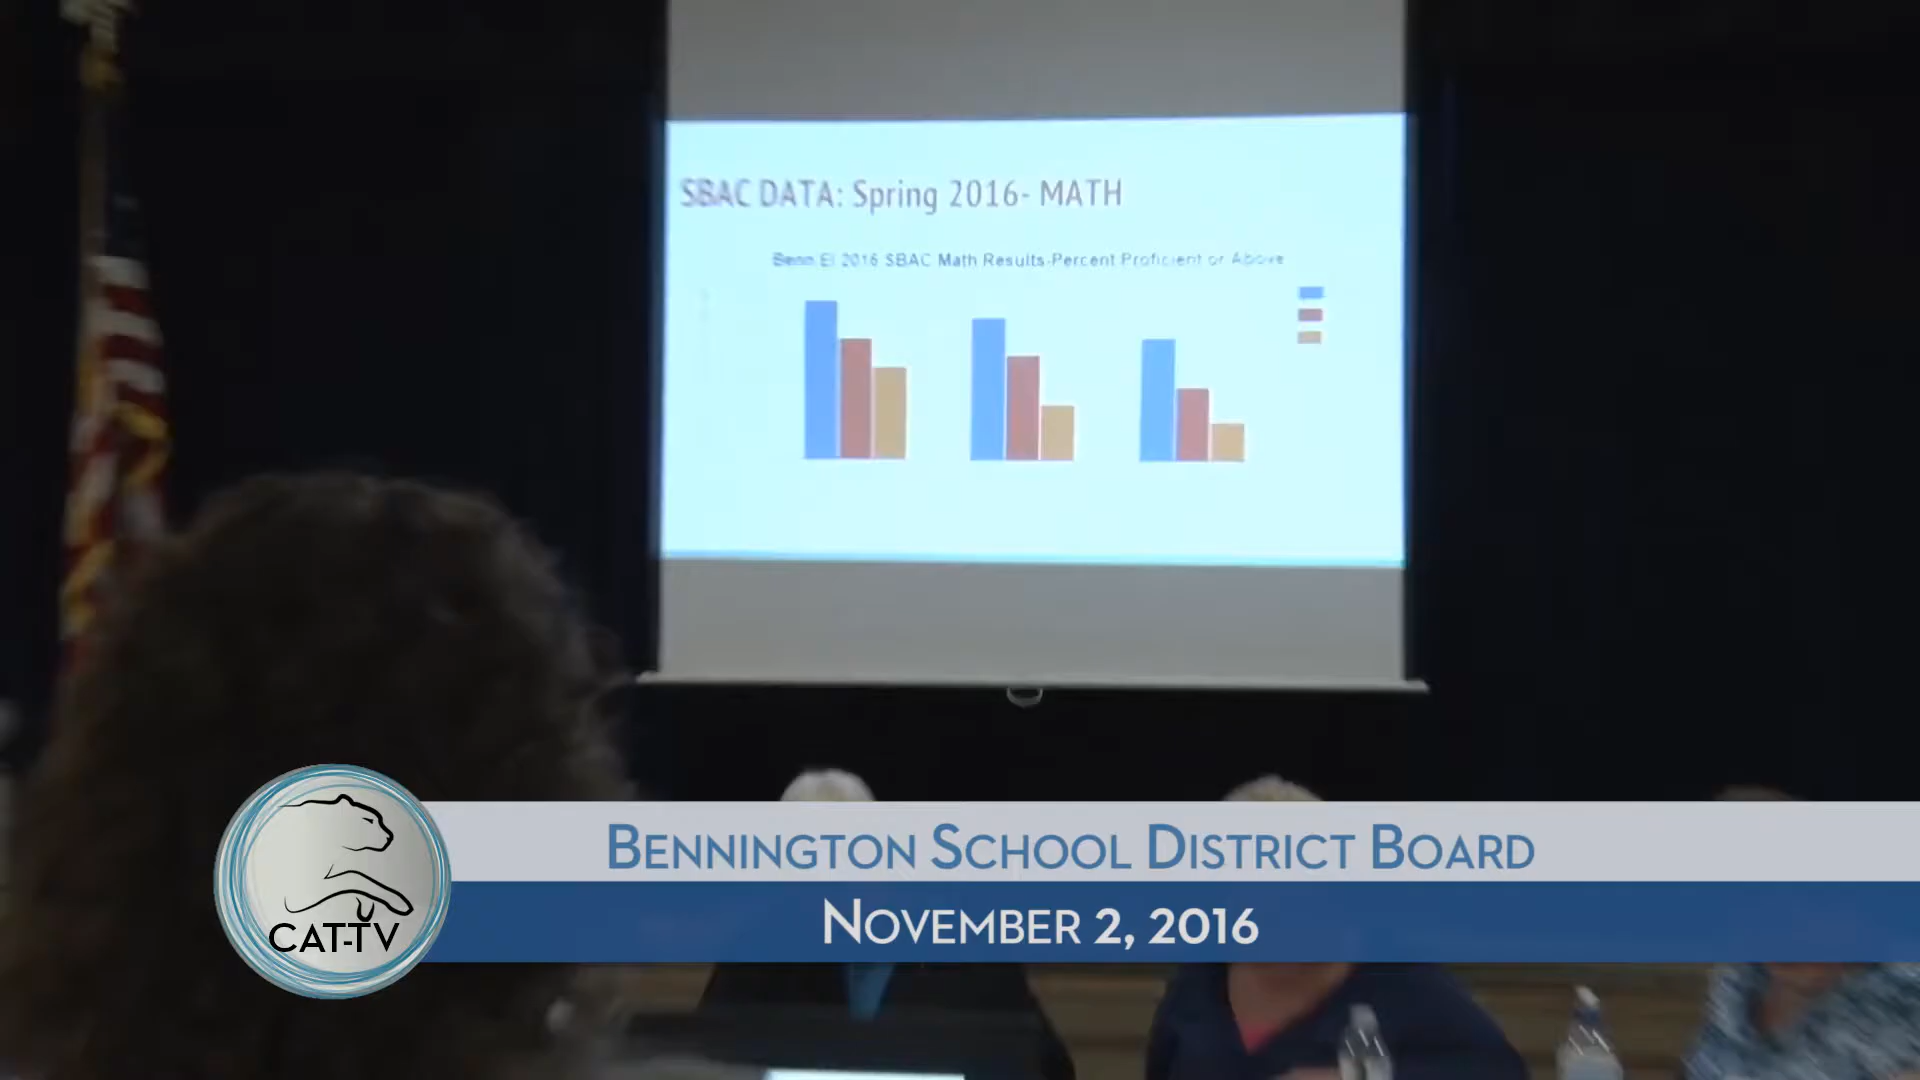 SBAC DATA: Spring 2016- MATH
Benn El 2016 SBAC Math Results-Percent Proficient or Above
BENNINGTON SCHOOL DISTRICT BOARD
NOVEMBER 2, 2016
CAT-TV